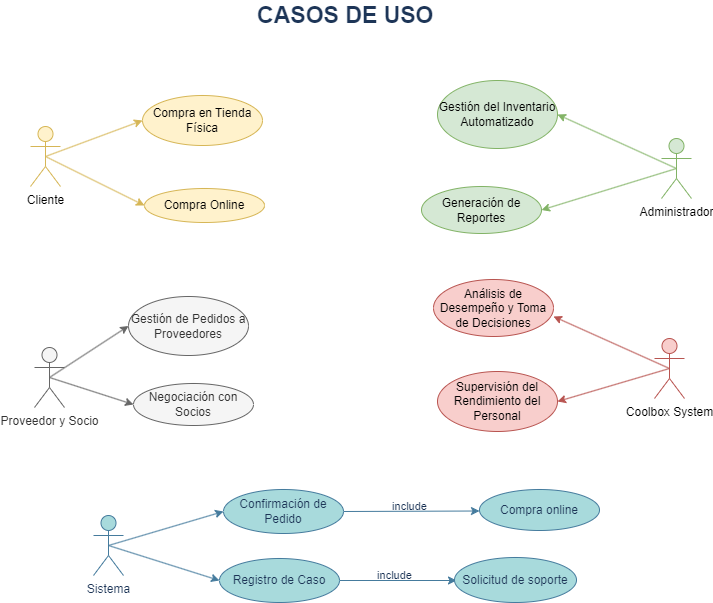 CASOS DE USO
Compra en Tienda
Física
Compra Online
Cliente
Gestión del Inventario
Automatizado
Generación de
Reportes
Administrador
Gestión de Pedidos a
Proveedores
Negociación con
Socios
Proveedor y Socio
Análisis de
Desempeño y Toma
de Decisiones
Supervisión del
Rendimiento del
Personal
Coolbox System
Confirmación de
Pedido
include
Compra online
Registro de Caso
include
Solicitud de soporte
Sistema